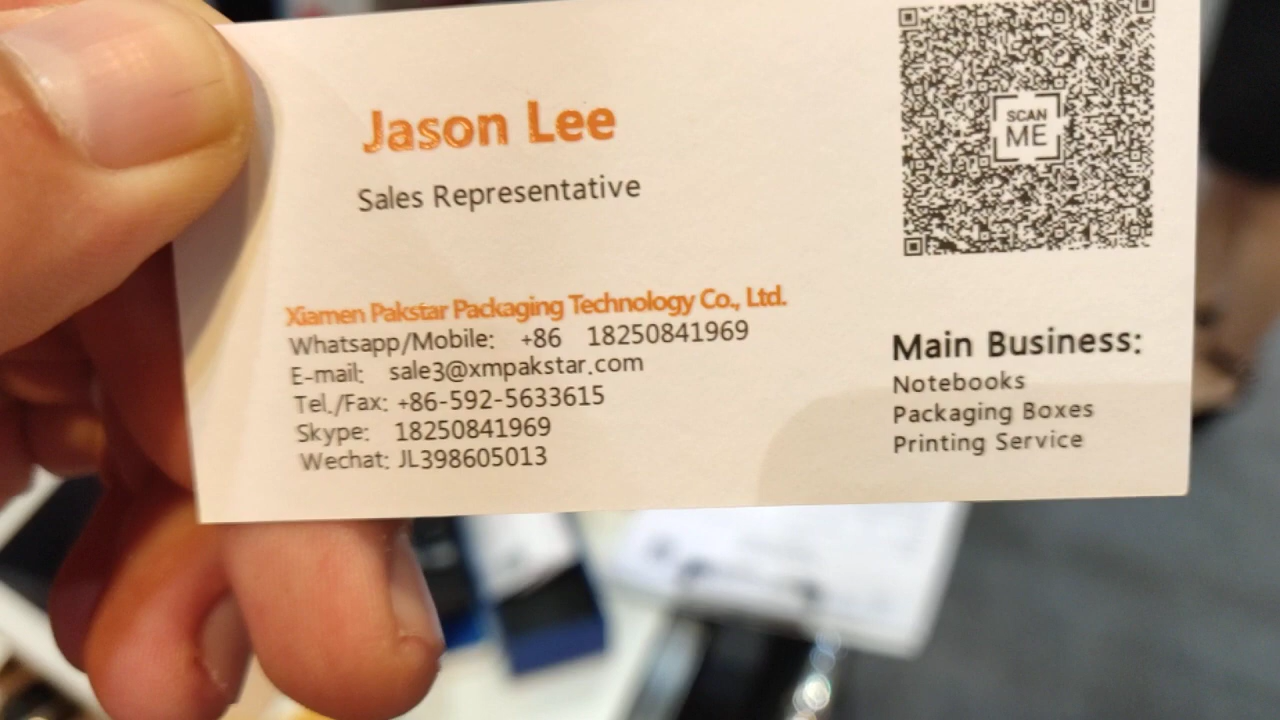 Jason Lee
Sales Representative
Xiamen Pakstar Packaging Technology Co., Ltd.
Whatsapp/Mobile: +86 18250841969
E-mail: sale3@xmpakstar.com
Tel./Fax: +86-592-5633615
Skype: 18250841969
Wechat: JL398605013
SCAN
ME
Main Business:
Notebooks
Packaging Boxes
Printing Service